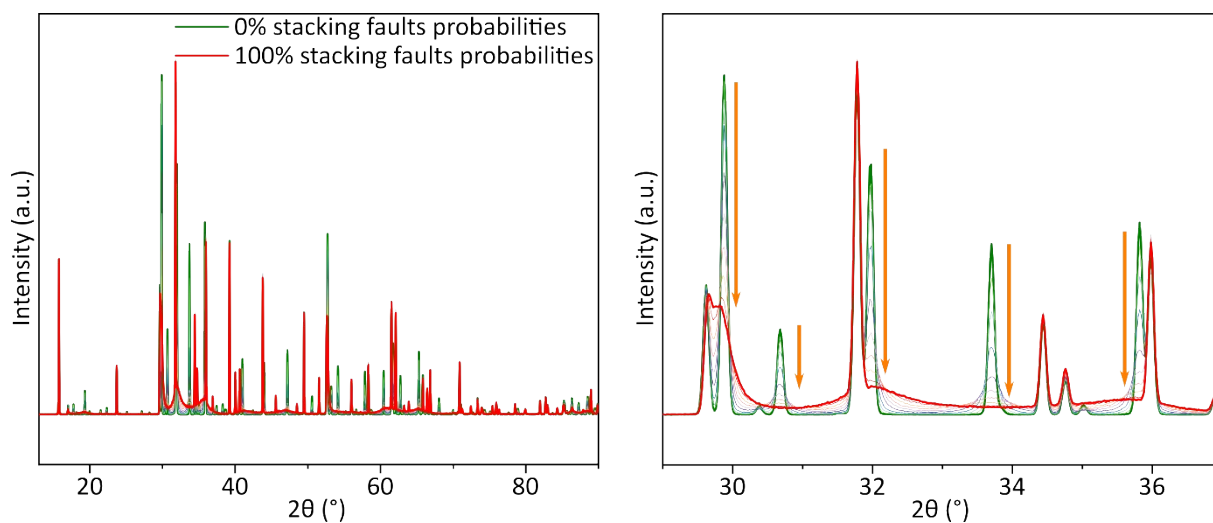 0% stacking faults probabilities
100% stacking faults probabilities
Intensity (a.u.)
20
40
60
80
2θ (°)
Intensity (a.u.)
30
32
34
36
2θ (°)